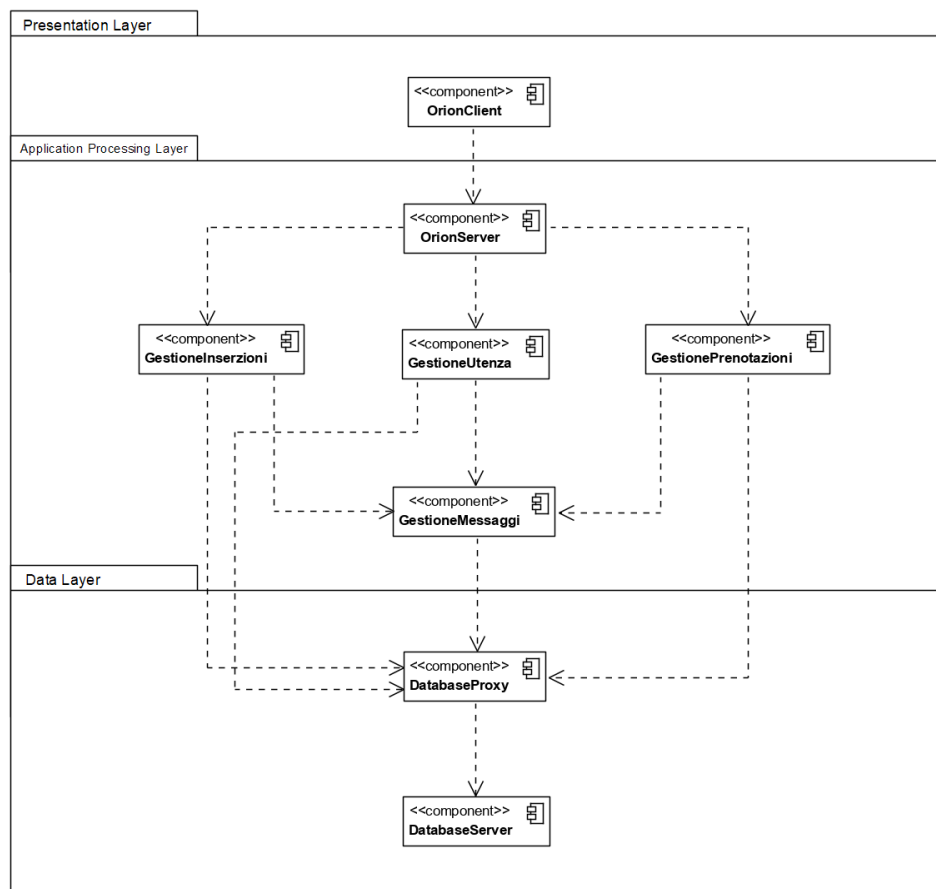 Presentation Layer
<<component>>
OrionClient
Application Processing Layer
<<component>>
OrionServer
<<component>>
GestioneInserzioni
<<component>>
GestioneUtenza
<<component>>
GestionePrenotazioni
<<component>>
GestioneMessaggi
Data Layer
<<component>>
DatabaseProxy
<<component>>
DatabaseServer